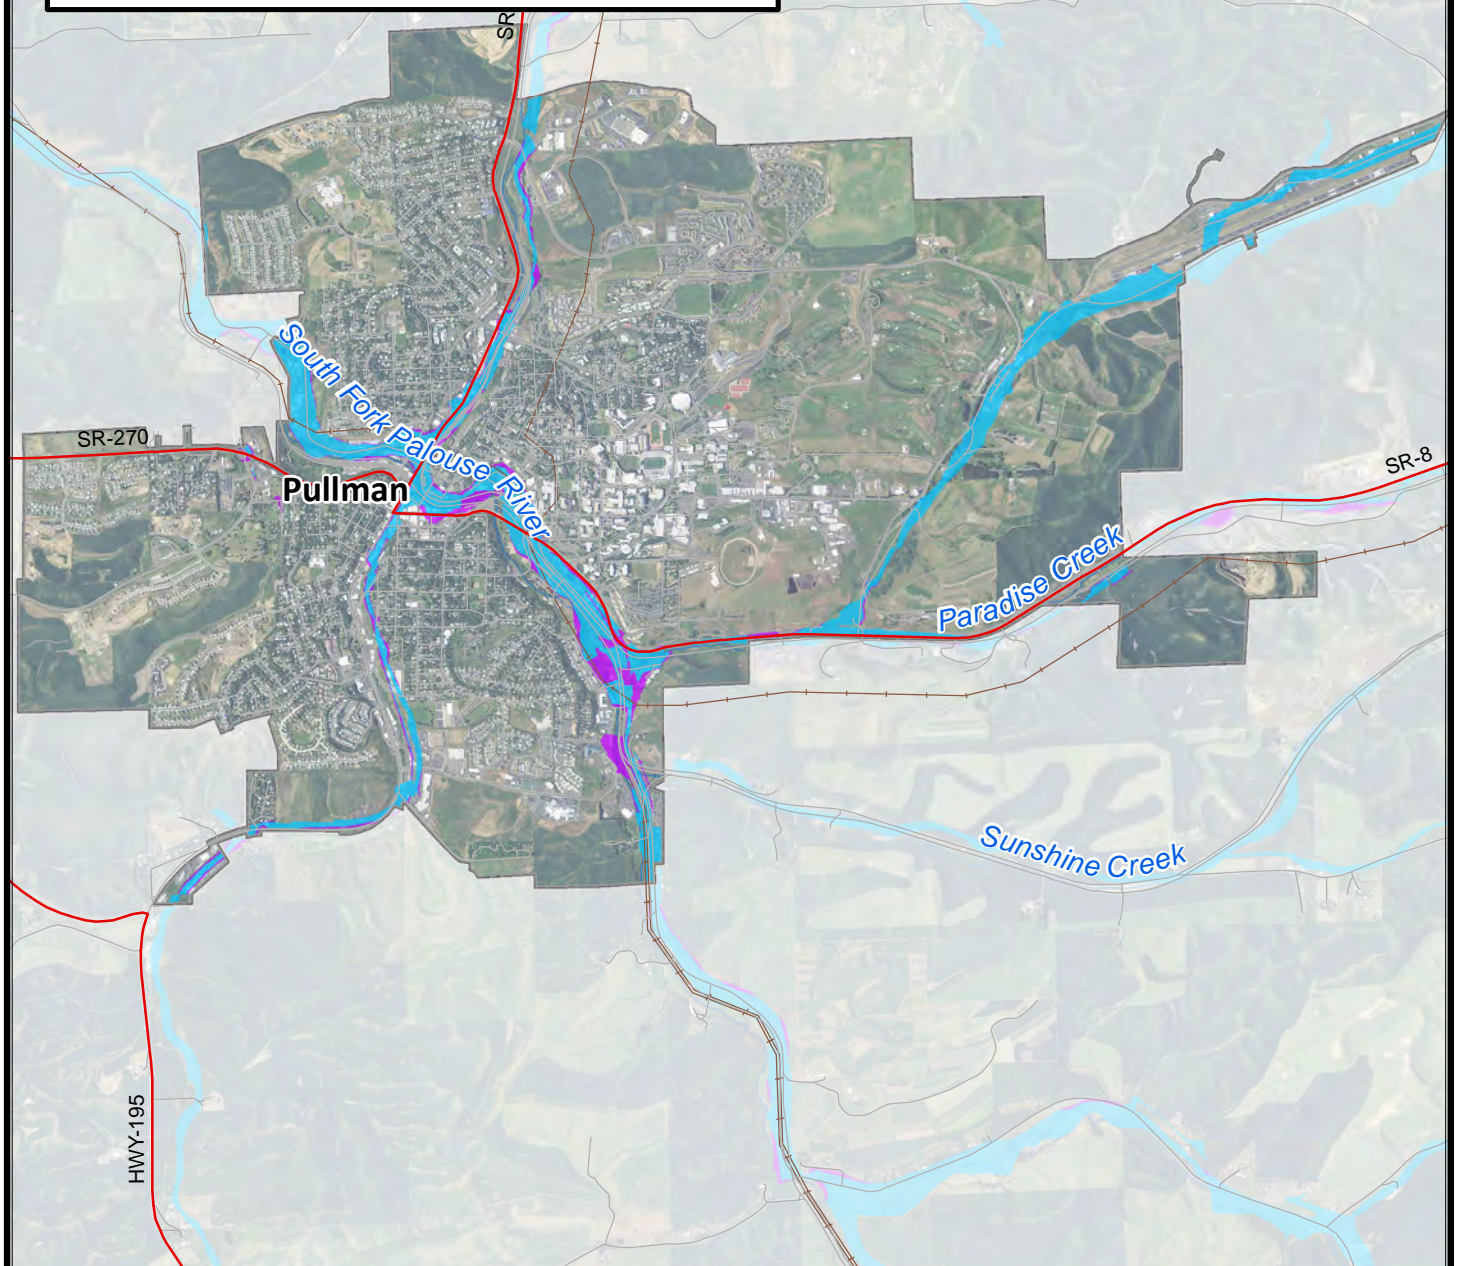 SR
South Fork Palouse River
SR-270
Pullman
SR-8
Paradise Creek
Sunshine Creek
HWY-195